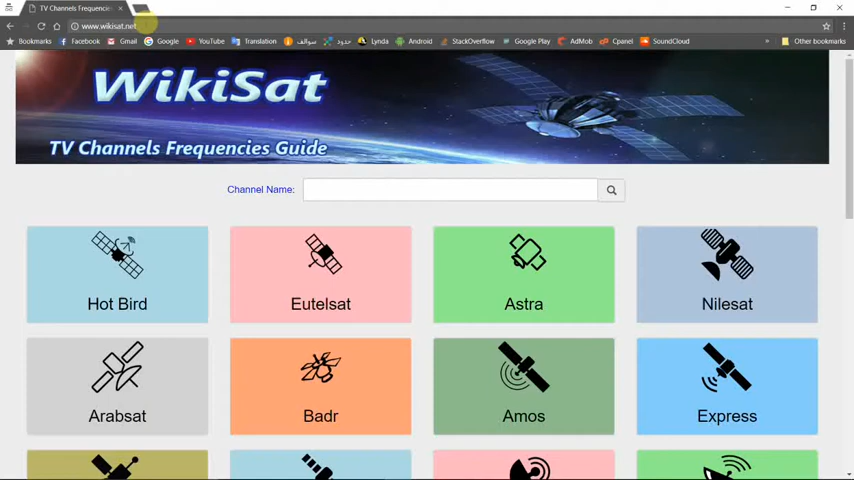 TV Channels Frequencies
www.wikisat.net
Bookmarks Facebook Gmail Google YouTube Translation سوالف حدود Lynda Android StackOverflow Google Play AdMob Cpanel SoundCloud » Other bookmarks
WikiSat
TV Channels Frequencies Guide
Channel Name:
Hot Bird Eutelsat Astra Nilesat
Arabsat Badr Amos Express